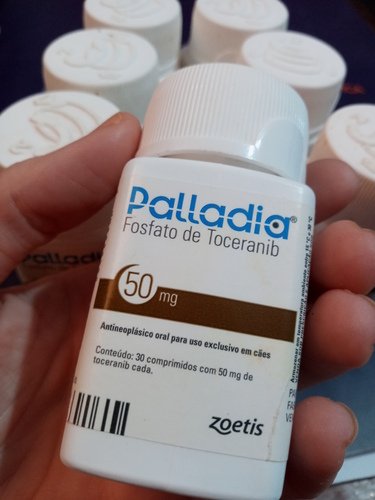 Palladia®
Fosfato de Toceranib
50 mg
Antineoplásico oral para uso exclusivo em cães
Conteúdo: 30 comprimidos com 50 mg de
toceranib cada.
zoetis